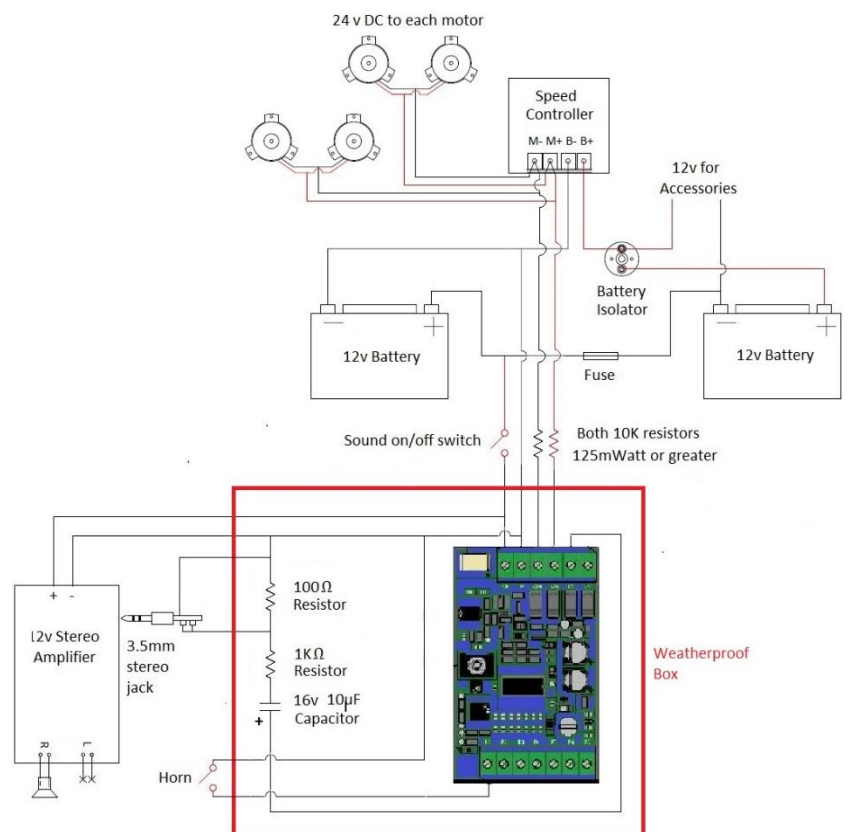 24 v DC to each motor
Speed
Controller
M- M+ B- B+
12v for
Accessories
Battery
Isolator
12v Battery
12v Battery
Fuse
Sound on/off switch
Both 10K resistors
125mWatt or greater
+ -
12v Stereo
Amplifier
3.5mm
stereo
jack
100Ω
Resistor
1KΩ
Resistor
16v 10µF
Capacitor
+
Weatherproof
Box
R L
Horn